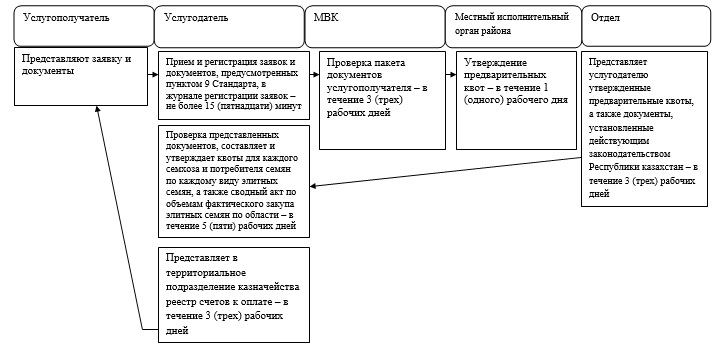 Услугополучатель
Услугодатель
МВК
Местный исполнительный
орган района
Отдел
Представляют заявку и
документы
Прием и регистрация заявок и
документов, предусмотренных
пунктом 9 Стандарта, в
журнале регистрации заявок –
не более 15 (пятнадцати) минут
Проверка пакета
документов
услугополучателя – в
течение 3 (трех)
рабочих дней
Утверждение
предварительных
квот – в течение 1
(одного) рабочего дня
Представляет
услугодателю
утвержденные
предварительные квоты,
а также документы,
установленные
действующим
законодательством
Республики казахстан – в
течение 3 (трех) рабочих
дней
Проверка представленных
документов, составляет и
утверждает квоты для каждого
семхоза и потребителя семян
по каждому виду элитных
семян, а также сводный акт по
объемам фактического закупа
элитных семян по области – в
течение 5 (пяти) рабочих дней
Представляет в
территориальное
подразделение казначейства
реестр счетов к оплате – в
течение 3 (трех) рабочих
дней